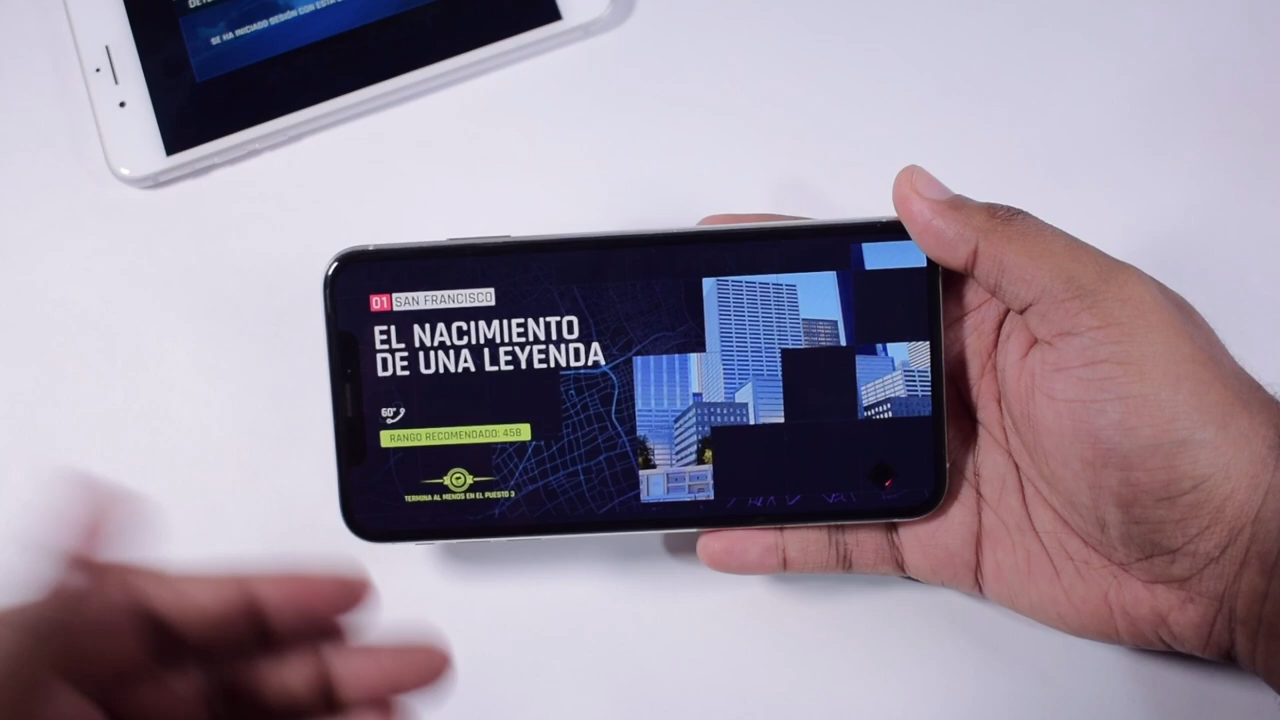 SE HA INICIADO SESIÓN CON ESTA
01 SAN FRANCISCO
EL NACIMIENTO
DE UNA LEYENDA
60"
RANGO RECOMENDADO: 458
TERMINA AL MENOS EN EL PUESTO 3